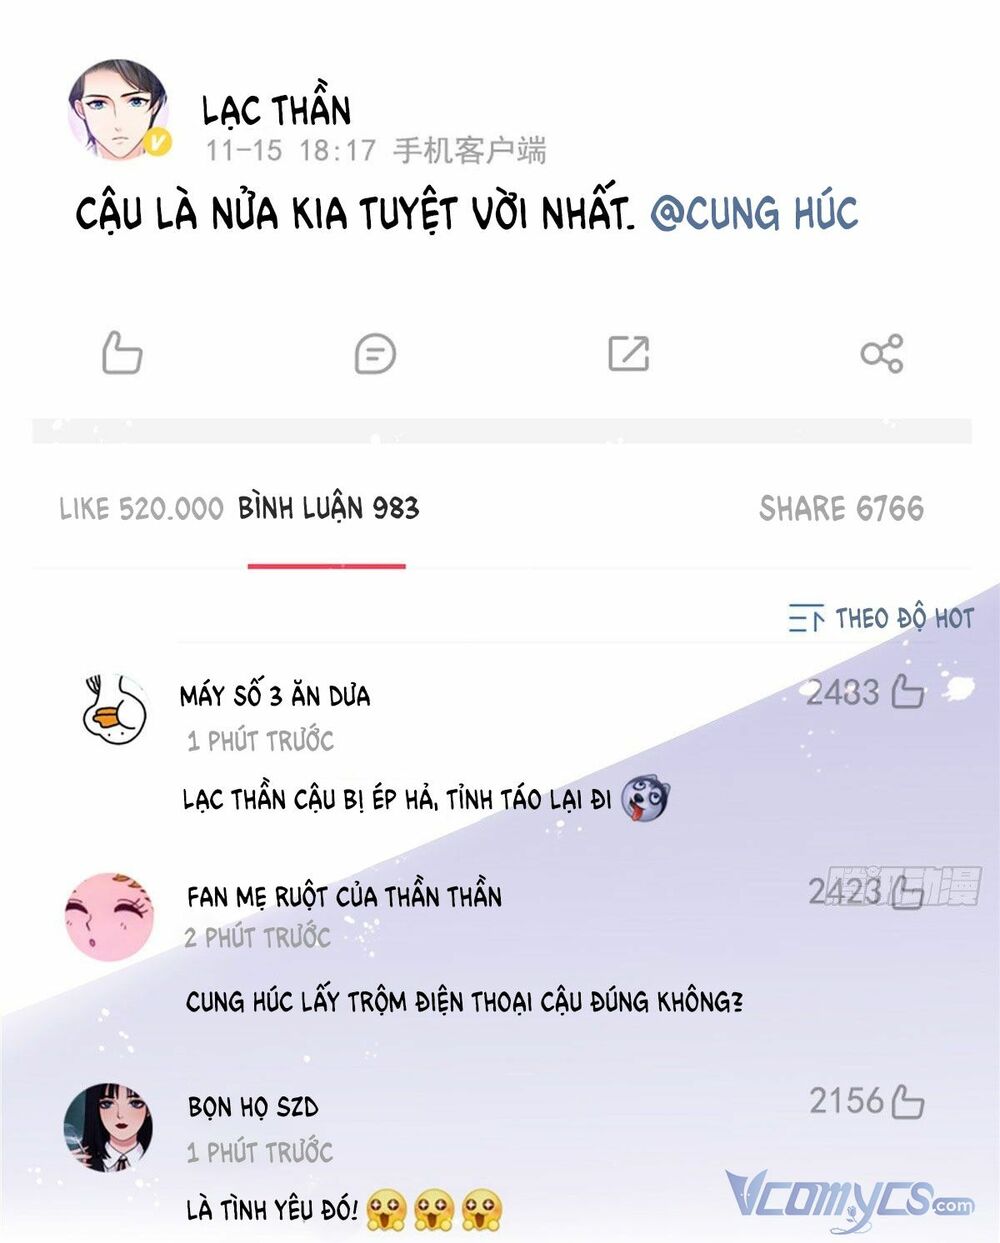 LẠC THẦN
11-15 18:17 手机客户端
CẬU LÀ NỬA KIA TUYỆT VỜI NHẤT. @CUNG HÚC
LIKE 520.000 BÌNH LUẬN 983 SHARE 6766
THEO ĐỘ HOT
MÁY SỐ 3 ĂN DƯA 2483
1 PHÚT TRƯỚC
LẠC THẦN CẬU BỊ ÉP HẢ, TỈNH TÁO LẠI ĐI
FAN MẸ RUỘT CỦA THẦN THẦN 2423
腾讯动漫
2 PHÚT TRƯỚC
CUNG HÚC LẤY TRỘM ĐIỆN THOẠI CẬU ĐÚNG KHÔNG?
BỌN HỌ SZD 2156
1 PHÚT TRƯỚC
LÀ TÌNH YÊU ĐÓ!
VCOMYCS.com